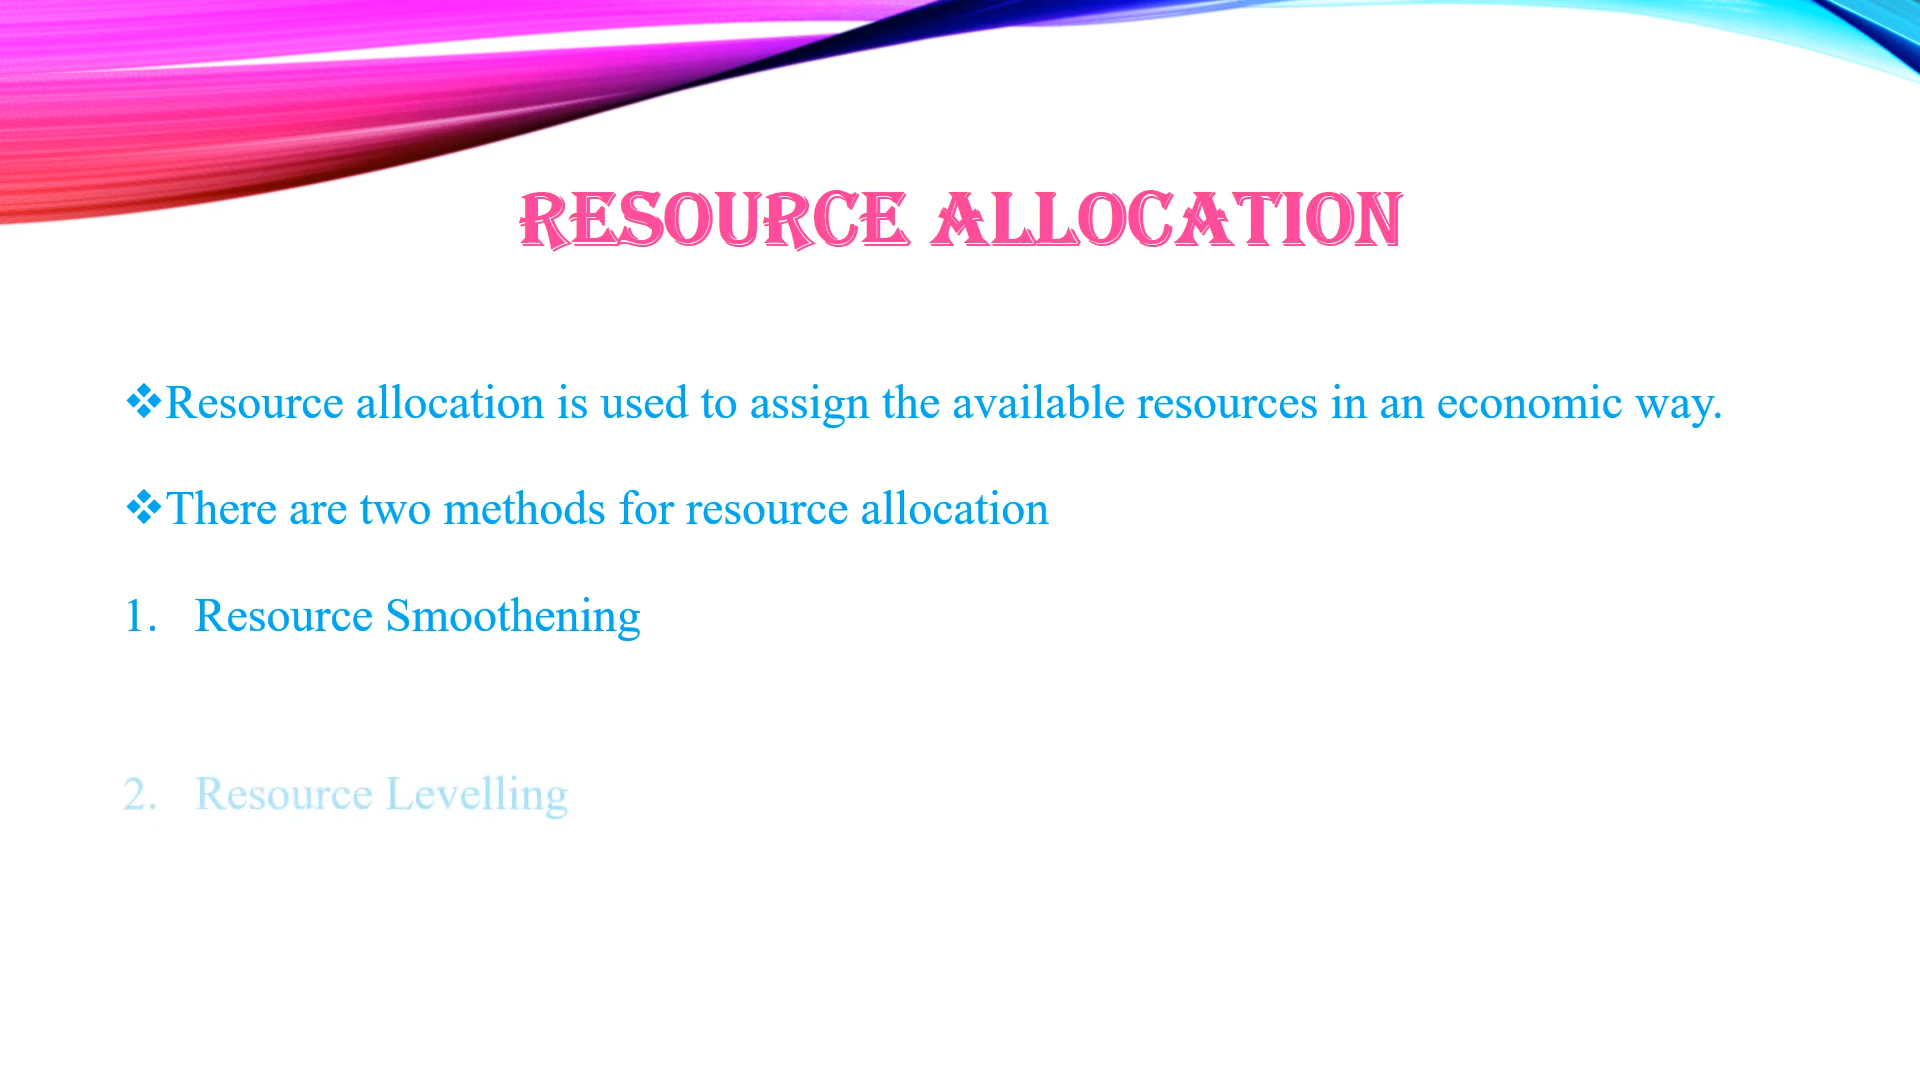 RESOURCE ALLOCATION
❖Resource allocation is used to assign the available resources in an economic way.
❖There are two methods for resource allocation
1. Resource Smoothening
2. Resource Levelling